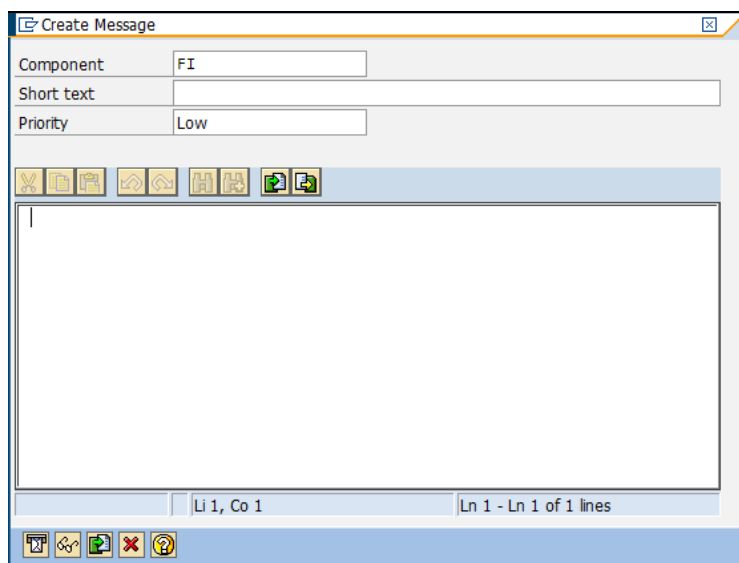 Create Message
Component FI
Short text
Priority Low
Li 1, Co 1 Ln 1 - Ln 1 of 1 lines